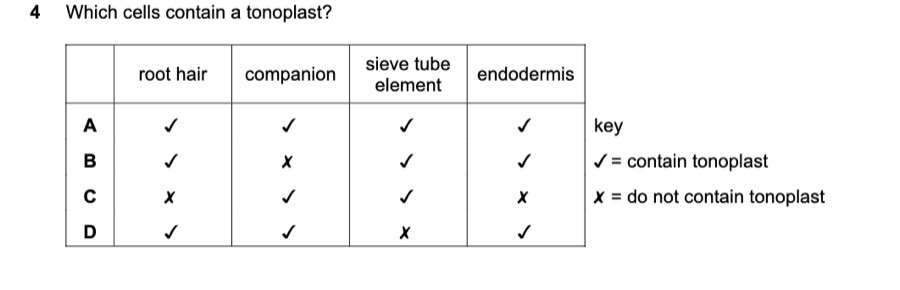 4 Which cells contain a tonoplast?
root hair companion sieve tube element endodermis
A ✓ ✓ ✓ ✓ key
B ✓ ✗ ✓ ✓ ✓ = contain tonoplast
C ✗ ✓ ✓ ✗ ✗ = do not contain tonoplast
D ✓ ✓ ✗ ✓